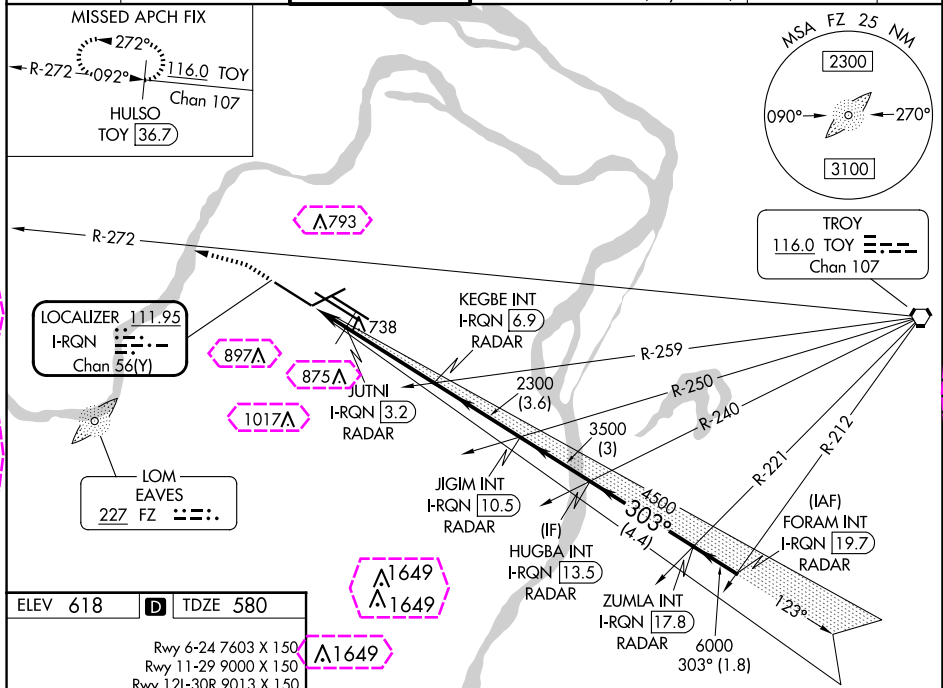 MISSED APCH FIX
272°
R-272
092°
116.0 TOY
Chan 107
HULSO
TOY 36.7
MSA FZ 25 NM
2300
090°
270°
3100
793
R-272
TROY
116.0 TOY
Chan 107
LOCALIZER 111.95
I-RQN
Chan 56(Y)
738
KEGBE INT
I-RQN 6.9
RADAR
897
875
1017
JUTNI
I-RQN 3.2
RADAR
R-259
R-250
R-240
R-221
R-212
2300
(3.6)
3500
(3)
4500
303°
(4.4)
LOM
EAVES
227 FZ
JIGIM INT
I-RQN 10.5
RADAR
(IF)
HUGBA INT
I-RQN 13.5
RADAR
(IAF)
FORAM INT
I-RQN 19.7
RADAR
ZUMLA INT
I-RQN 17.8
RADAR
6000
303° (1.8)
123°
1649
1649
1649
ELEV 618
D
TDZE 580
Rwy 6-24 7603 X 150
Rwy 11-29 9000 X 150
Rwy 12L-30R 9013 X 150